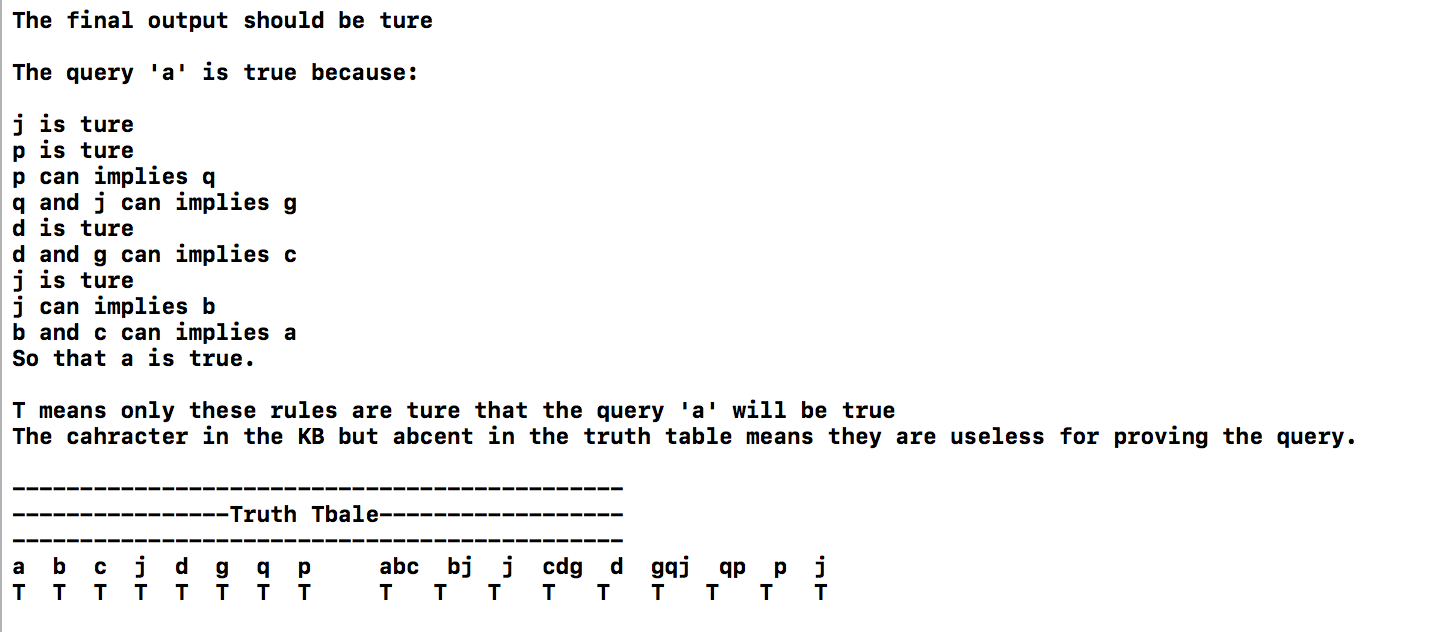 The final output should be ture
The query 'a' is true because:
j is ture
p is ture
p can implies q
q and j can implies g
d is ture
d and g can implies c
j is ture
j can implies b
b and c can implies a
So that a is true.
T means only these rules are ture that the query 'a' will be true
The cahracter in the KB but abcent in the truth table means they are useless for proving the query.
---------------------------------------------
----------------Truth Tbale------------------
---------------------------------------------
a  b  c  j  d  g  q  p     abc  bj  j  cdg  d  gqj  qp  p  j
T  T  T  T  T  T  T  T     T   T   T   T   T   T   T   T   T